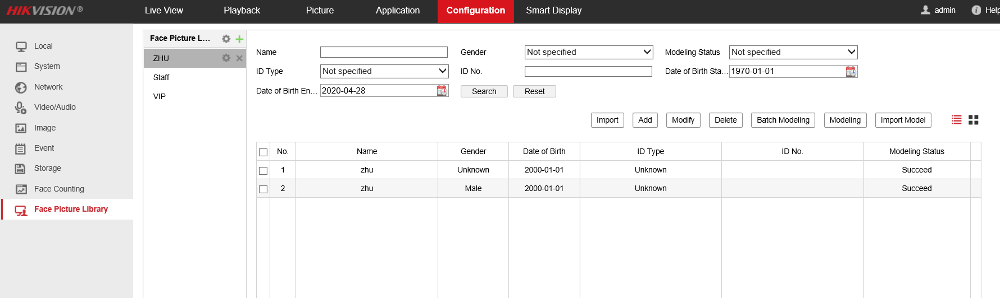 HIKVISION®
Live View Playback Picture Application Configuration Smart Display admin Help
Local
System
Network
Video/Audio
Image
Event
Storage
Face Counting
Face Picture Library
Face Picture L...
ZHU
Staff
VIP
Name Gender Not specified Modeling Status Not specified
ID Type Not specified ID No. Date of Birth Sta... 1970-01-01
Date of Birth En... 2020-04-28 Search Reset
Import Add Modify Delete Batch Modeling Modeling Import Model
No. Name Gender Date of Birth ID Type ID No. Modeling Status
1 zhu Unknown 2000-01-01 Unknown Succeed
2 zhu Male 2000-01-01 Unknown Succeed